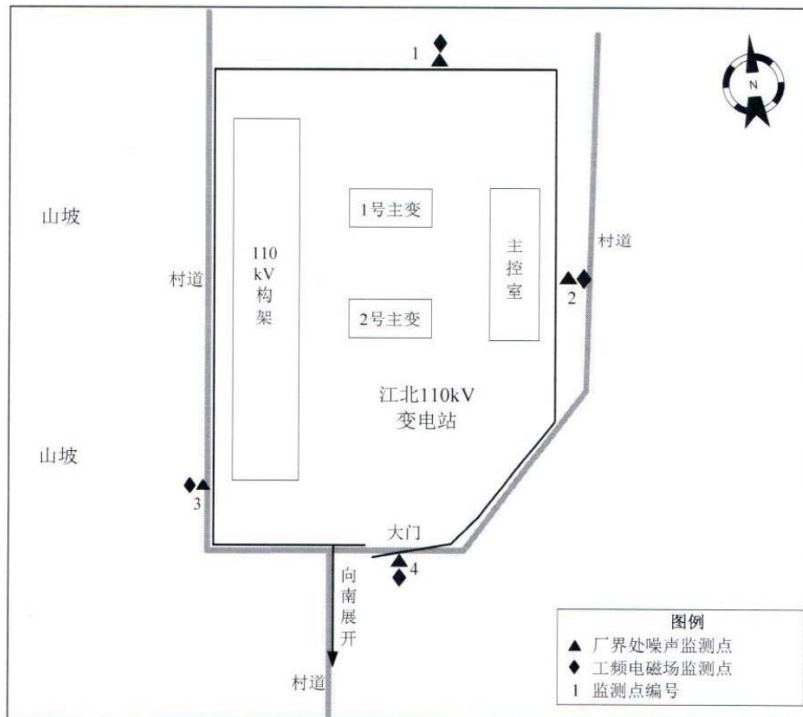 1
N
山坡
1号主变
110
kV
构
架
主
控
室
村道
村道
2
2号主变
江北110kV
变电站
山坡
3
大门
4
向
南
展
开
村道
图例
厂界处噪声监测点
工频电磁场监测点
1 监测点编号